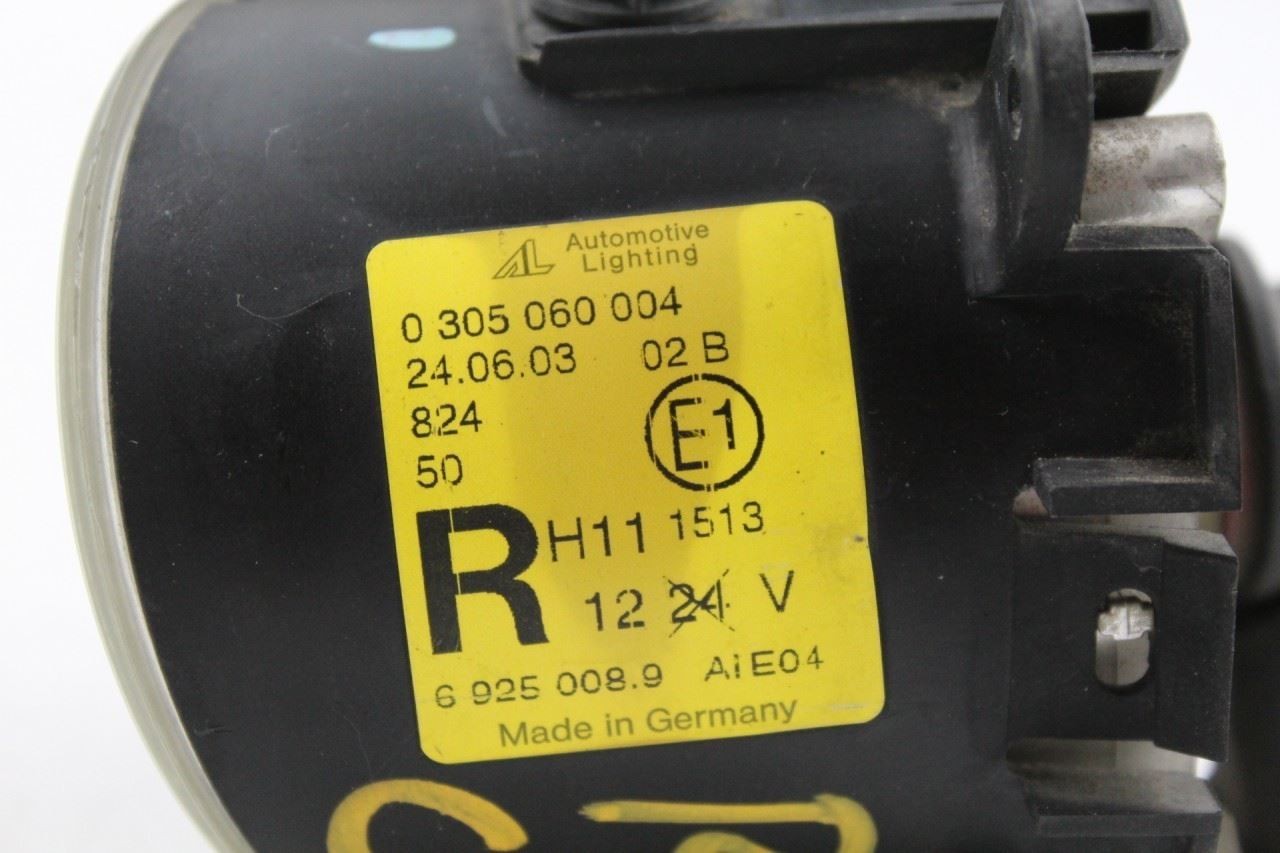 AL Automotive
Lighting
0 305 060 004
24.06.03 02 B
824
E1
50
R H11 1513
12 24 V
6 925 008.9 AiE04
Made in Germany